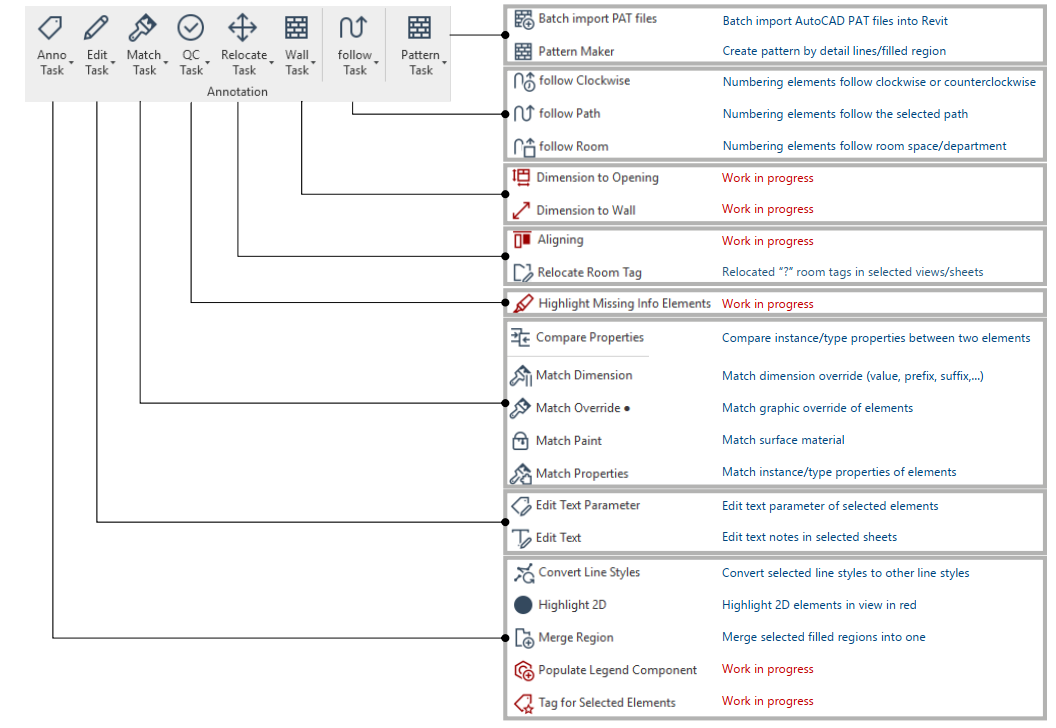 Anno Task
Edit Task
Match Task
QC Task
Relocate Task
Wall Task
follow Task
Pattern Task
Annotation
Batch import PAT files Batch import AutoCAD PAT files into Revit
Pattern Maker Create pattern by detail lines/filled region
follow Clockwise Numbering elements follow clockwise or counterclockwise
follow Path Numbering elements follow the selected path
follow Room Numbering elements follow room space/department
Dimension to Opening Work in progress
Dimension to Wall Work in progress
Aligning Work in progress
Relocate Room Tag Relocated “?” room tags in selected views/sheets
Highlight Missing Info Elements Work in progress
Compare Properties Compare instance/type properties between two elements
Match Dimension Match dimension override (value, prefix, suffix,...)
Match Override • Match graphic override of elements
Match Paint Match surface material
Match Properties Match instance/type properties of elements
Edit Text Parameter Edit text parameter of selected elements
Edit Text Edit text notes in selected sheets
Convert Line Styles Convert selected line styles to other line styles
Highlight 2D Highlight 2D elements in view in red
Merge Region Merge selected filled regions into one
Populate Legend Component Work in progress
Tag for Selected Elements Work in progress